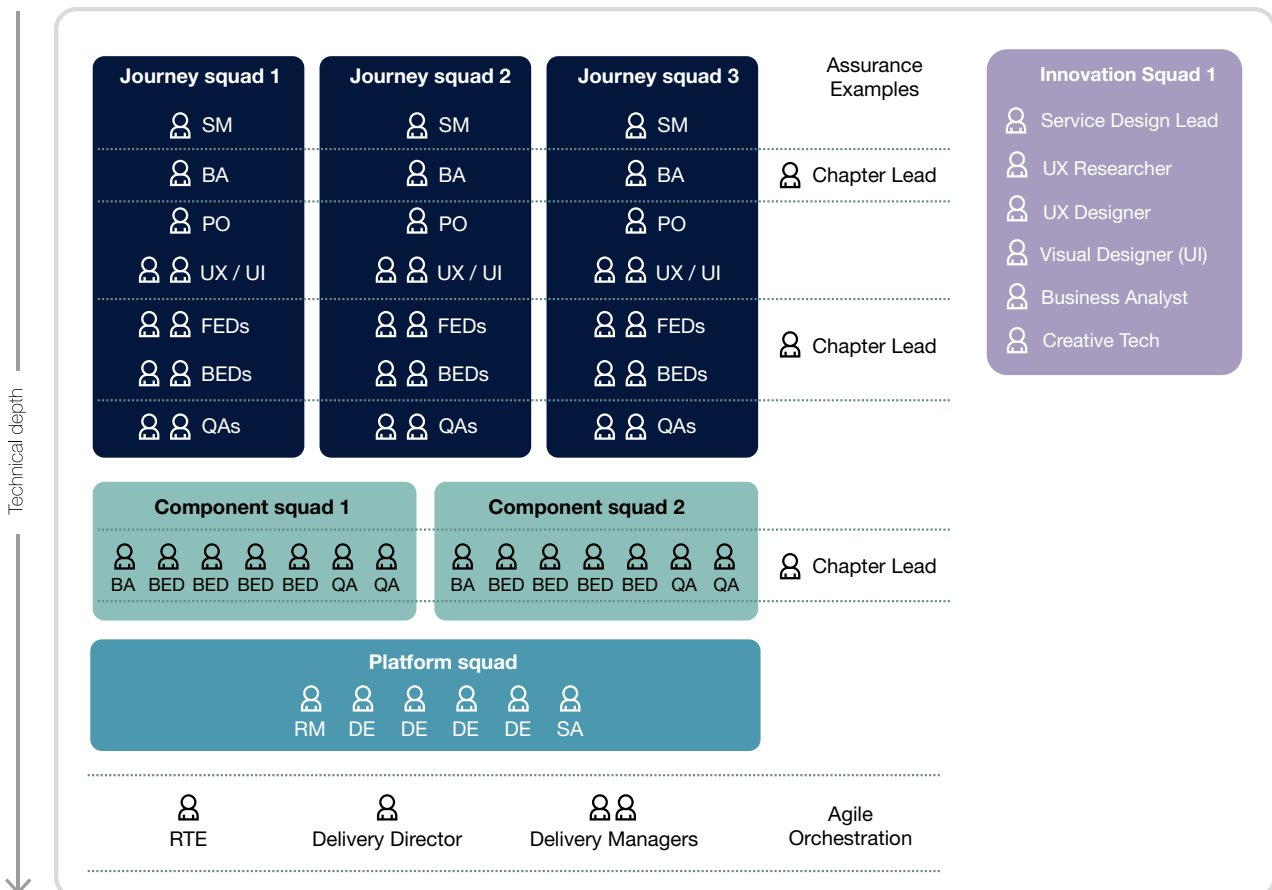 Technical depth
Journey squad 1
SM
BA
PO
UX / UI
FEDs
BEDs
QAs
Journey squad 2
SM
BA
PO
UX / UI
FEDs
BEDs
QAs
Journey squad 3
SM
BA
PO
UX / UI
FEDs
BEDs
QAs
Assurance
Examples
Chapter Lead
Chapter Lead
Innovation Squad 1
Service Design Lead
UX Researcher
UX Designer
Visual Designer (UI)
Business Analyst
Creative Tech
Component squad 1
BA BED BED BED BED QA QA
Component squad 2
BA BED BED BED BED QA QA
Chapter Lead
Platform squad
RM DE DE DE DE SA
RTE
Delivery Director
Delivery Managers
Agile
Orchestration